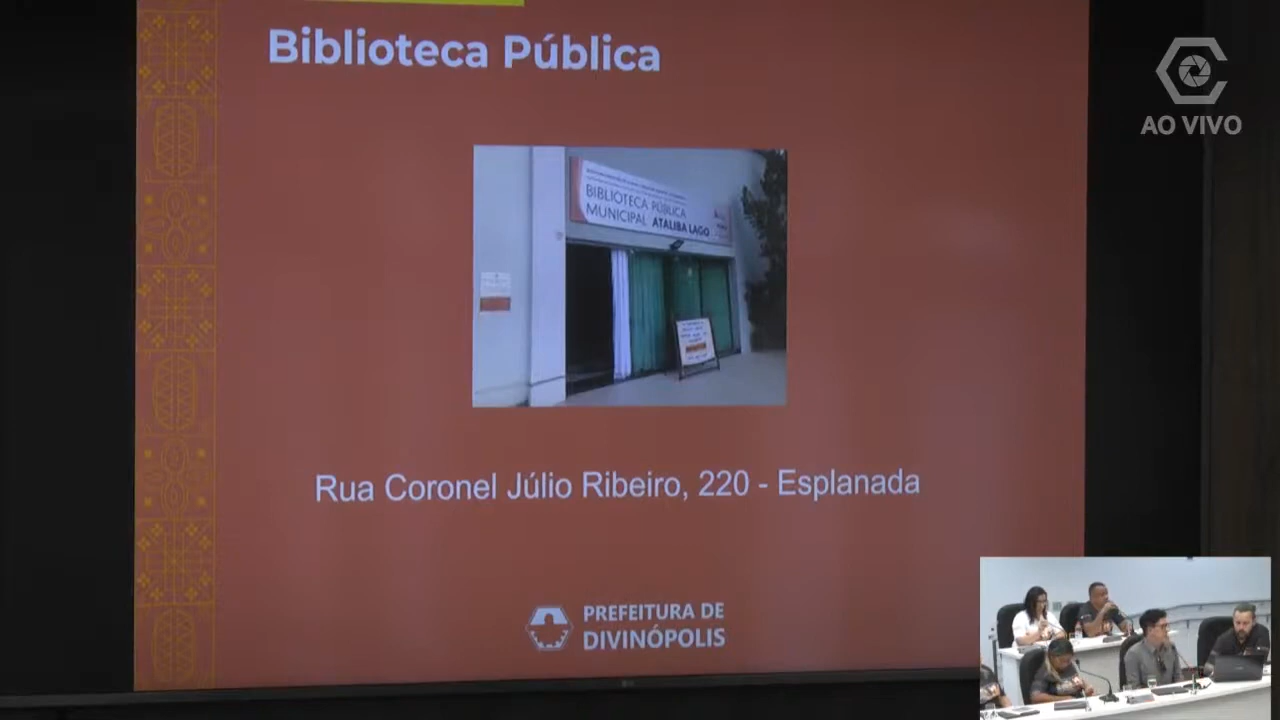 Biblioteca Pública
AO VIVO
BIBLIOTECA PÚBLICA
MUNICIPAL ATALIBA LAGO
Rua Coronel Júlio Ribeiro, 220 - Esplanada
PREFEITURA DE
DIVINÓPOLIS